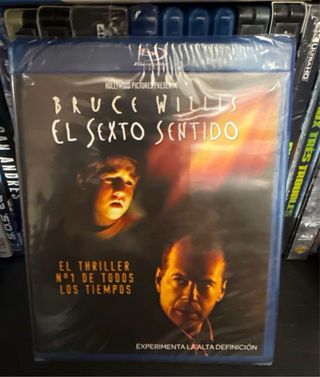 HOLLYWOOD PICTURES PRESENTA
BRUCE WILLIS
EL SEXTO SENTIDO
EL THRILLER
Nº1 DE TODOS
LOS TIEMPOS
EXPERIMENTA LA ALTA DEFINICIÓN
SAN ANDRÉS